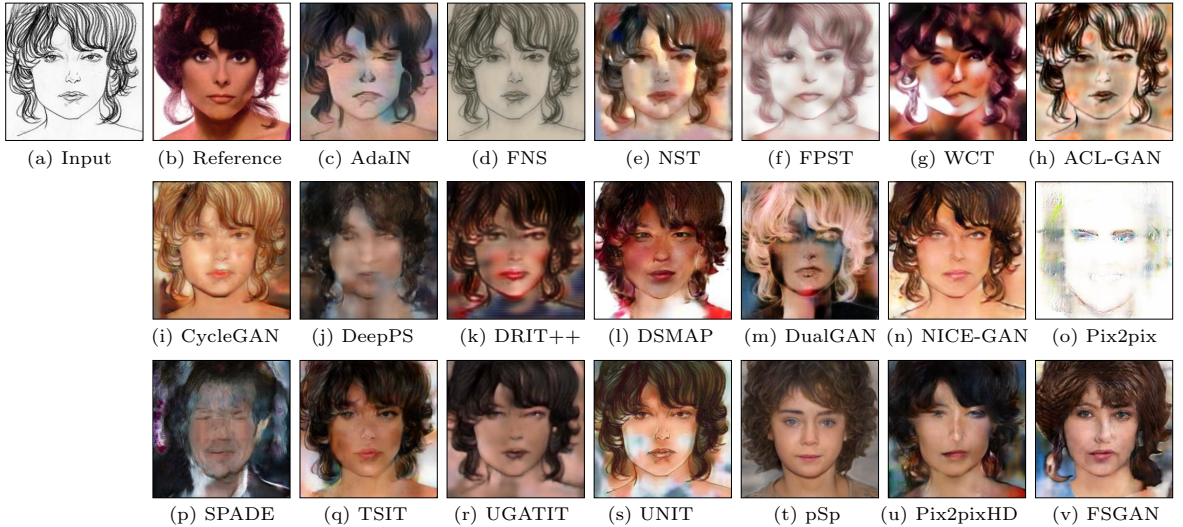 (a) Input (b) Reference (c) AdaIN (d) FNS (e) NST (f) FPST (g) WCT (h) ACL-GAN
(i) CycleGAN (j) DeepPS (k) DRIT++ (l) DSMAP (m) DualGAN (n) NICE-GAN (o) Pix2pix
(p) SPADE (q) TSIT (r) UGATIT (s) UNIT (t) pSp (u) Pix2pixHD (v) FSGAN